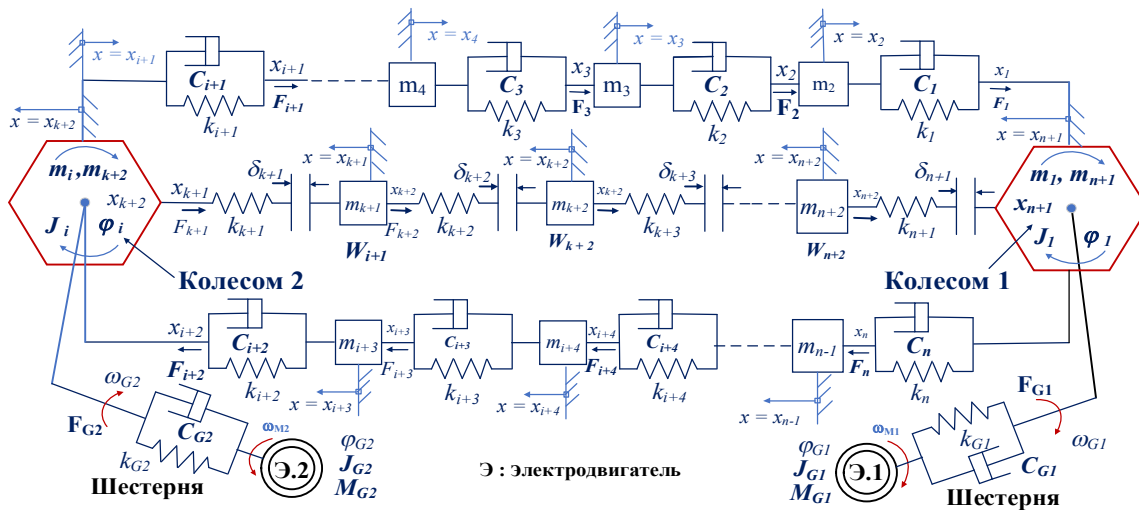 x = x_{i+1}
x = x_4
x = x_3
x = x_2
C_{i+1}
x_{i+1}
F_{i+1}
k_{i+1}
m_4
C_3
k_3
x_3
F_3
m_3
C_2
k_2
x_2
F_2
m_2
C_1
k_1
x_1
F_1
x = x_{k+2}
x = x_{k+1}
x = x_{k+2}
x = x_{n+2}
x = x_{n+1}
m_i, m_{k+2}
x_{k+2}
J_i
φ_i
x_{k+1}
F_{k+1}
k_{k+1}
δ_{k+1}
m_{k+1}
W_{i+1}
x_{k+2}
F_{k+2}
k_{k+2}
δ_{k+2}
m_{k+2}
W_{k+2}
x_{k+2}
k_{k+3}
δ_{k+3}
m_{n+2}
W_{n+2}
x_{n+2}
k_{n+1}
δ_{n+1}
m_1, m_{n+1}
x_{n+1}
J_1
φ_1
Колесом 2
Колесом 1
x_{i+2}
F_{i+2}
C_{i+2}
k_{i+2}
m_{i+3}
x = x_{i+3}
x_{i+3}
F_{i+3}
C_{i+3}
k_{i+3}
m_{i+4}
x = x_{i+4}
x_{i+4}
F_{i+4}
C_{i+4}
k_{i+4}
m_{n-1}
x = x_{n-1}
x_n
F_n
C_n
k_n
ω_{G2}
F_{G2}
C_{G2}
k_{G2}
ω_{M2}
Э.2
φ_{G2}
J_{G2}
M_{G2}
Шестерня
Э : электродвигатель
φ_{G1}
J_{G1}
M_{G1}
ω_{M1}
Э.1
k_{G1}
C_{G1}
F_{G1}
ω_{G1}
Шестерня